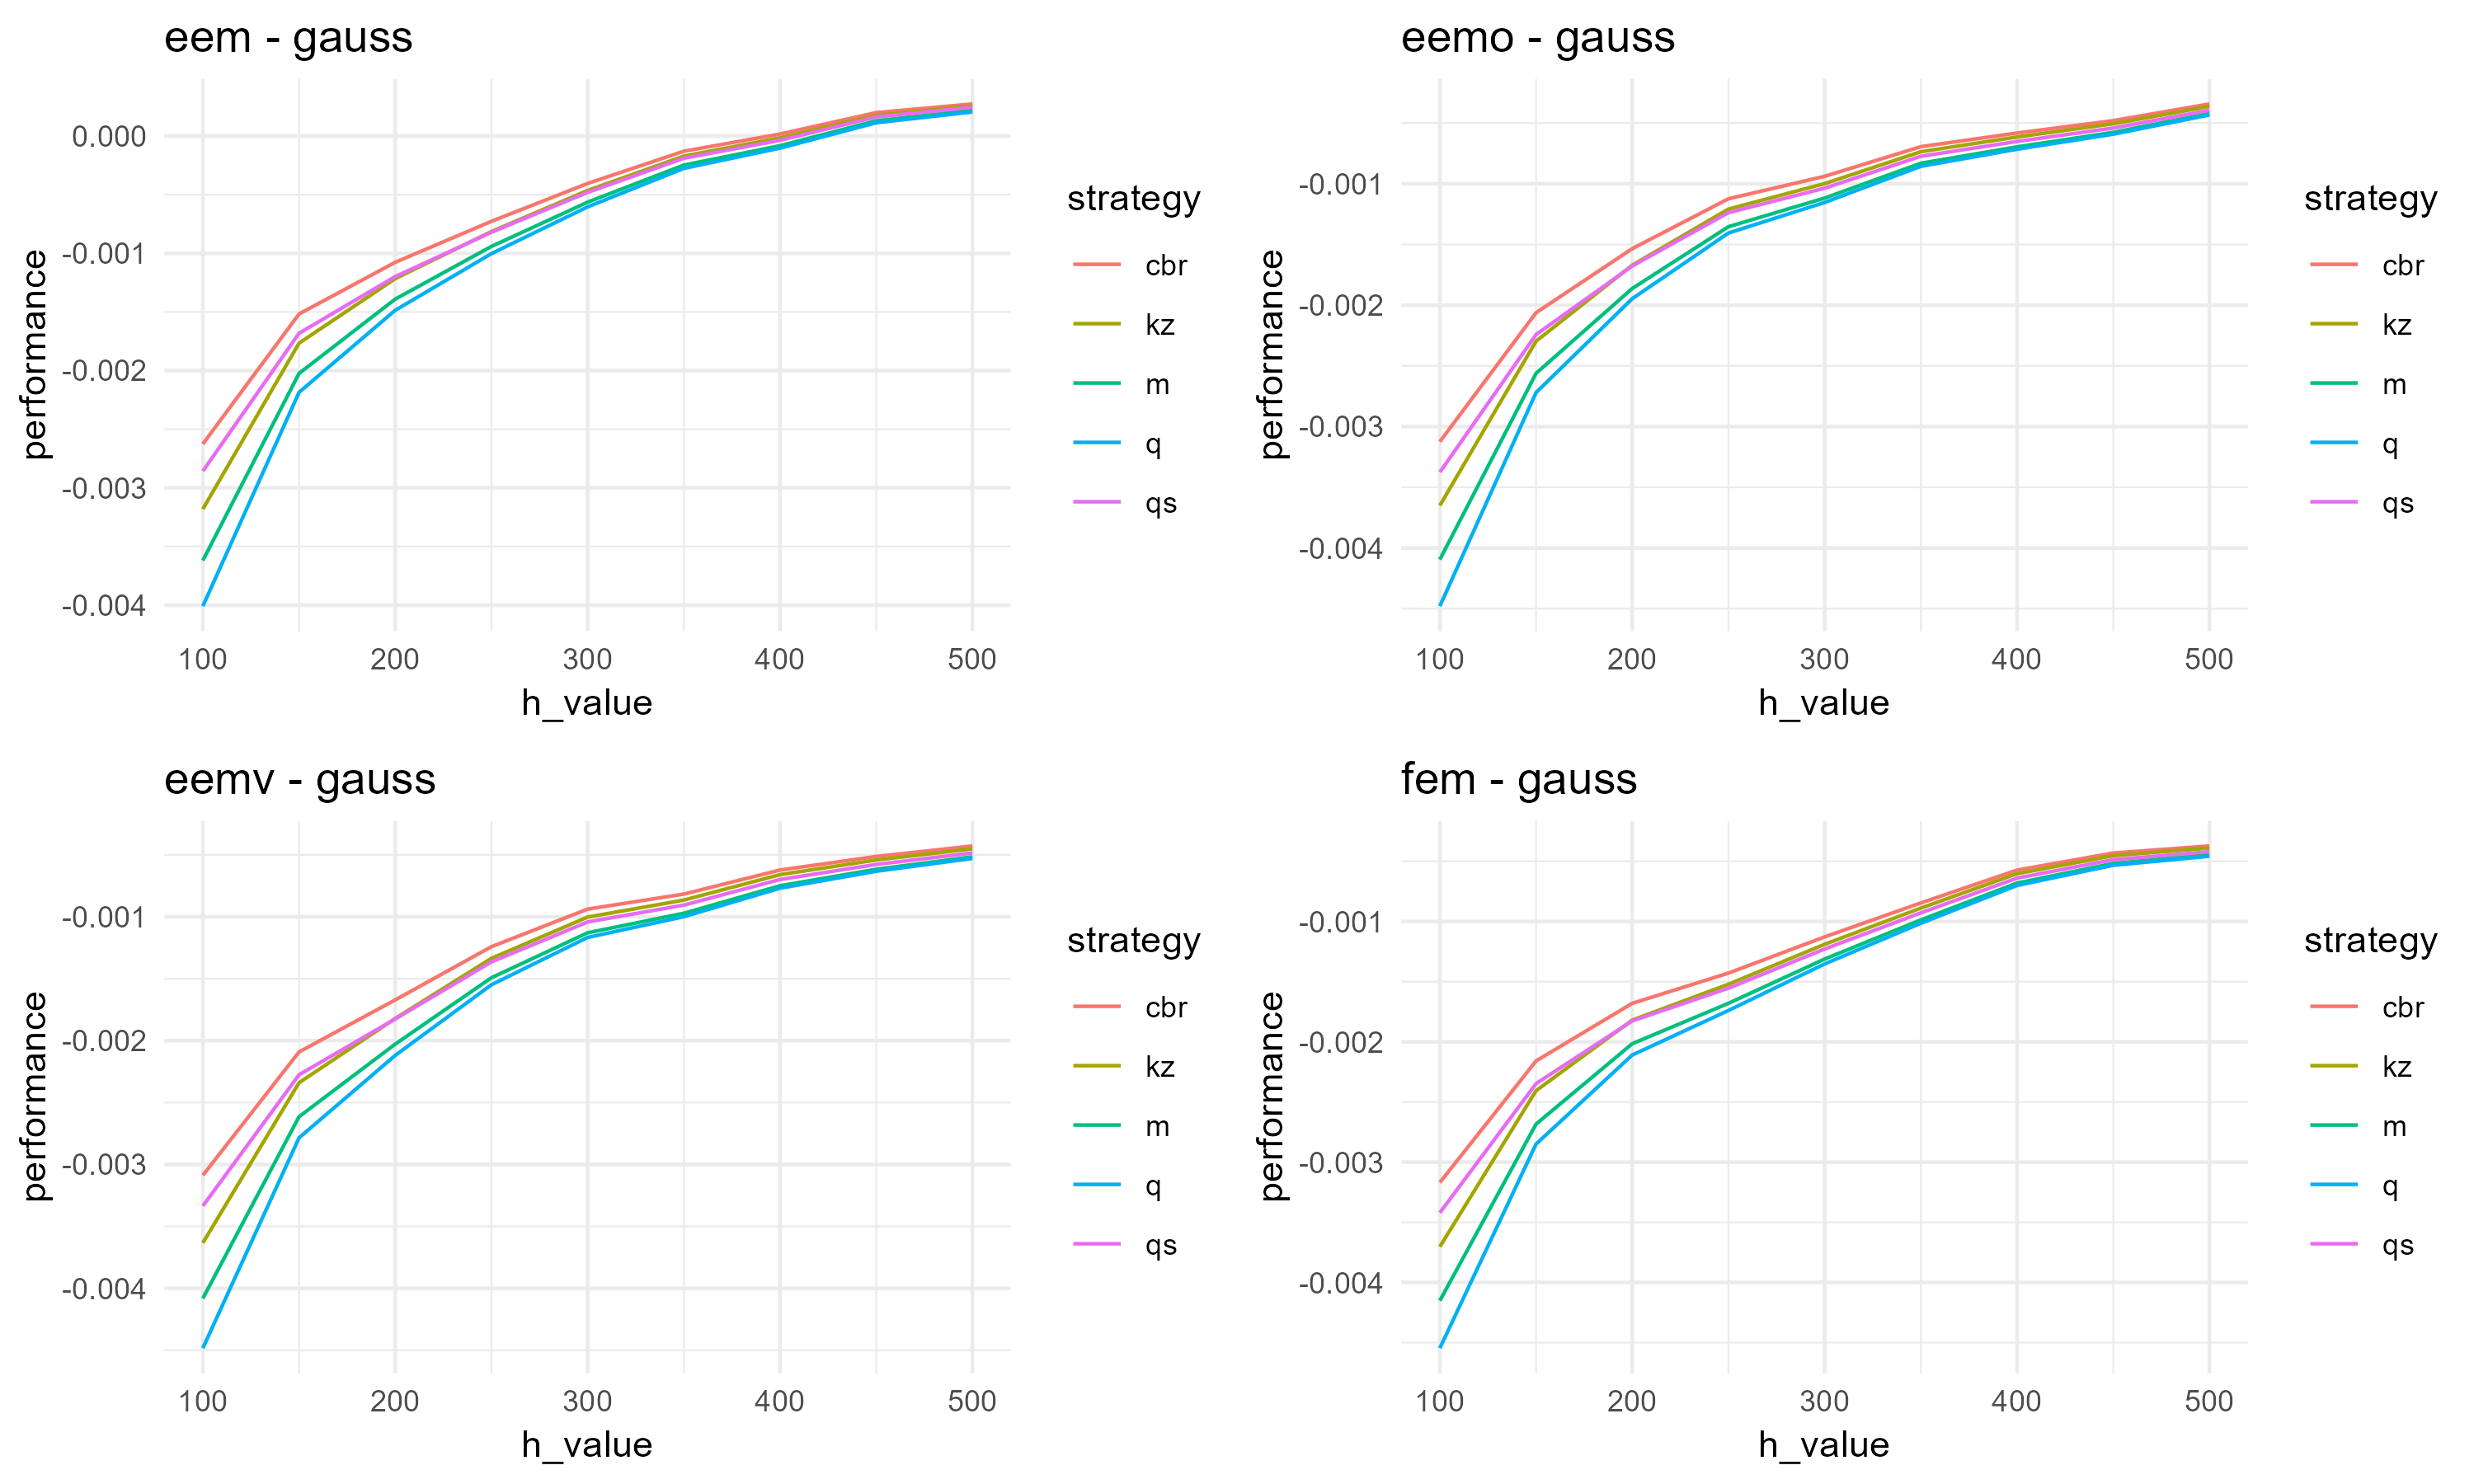 eem - gauss
performance
0.000
-0.001
-0.002
-0.003
-0.004
100 200 300 400 500
h_value
strategy
cbr
kz
m
q
qs
eemo - gauss
performance
-0.001
-0.002
-0.003
-0.004
100 200 300 400 500
h_value
strategy
cbr
kz
m
q
qs
eemv - gauss
performance
-0.001
-0.002
-0.003
-0.004
100 200 300 400 500
h_value
strategy
cbr
kz
m
q
qs
fem - gauss
performance
-0.001
-0.002
-0.003
-0.004
100 200 300 400 500
h_value
strategy
cbr
kz
m
q
qs